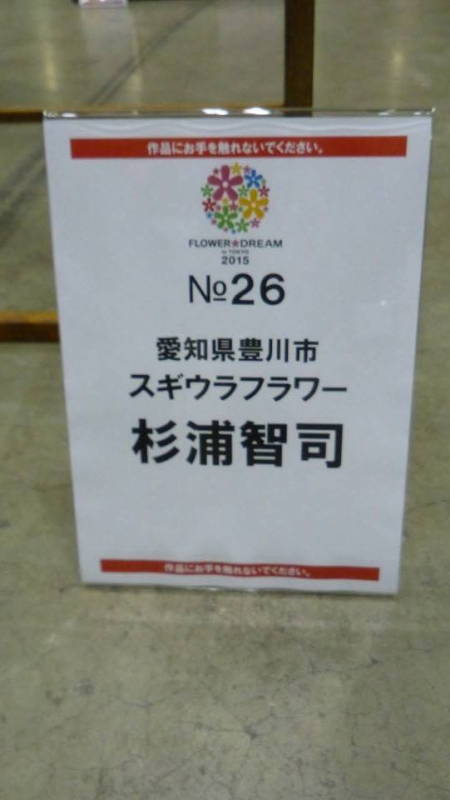 作品にお手を触れないでください。
FLOWER★DREAM
in TOKYO
2015
№26
愛知県豊川市
スギウラフラワー
杉浦智司
作品にお手を触れないでください。